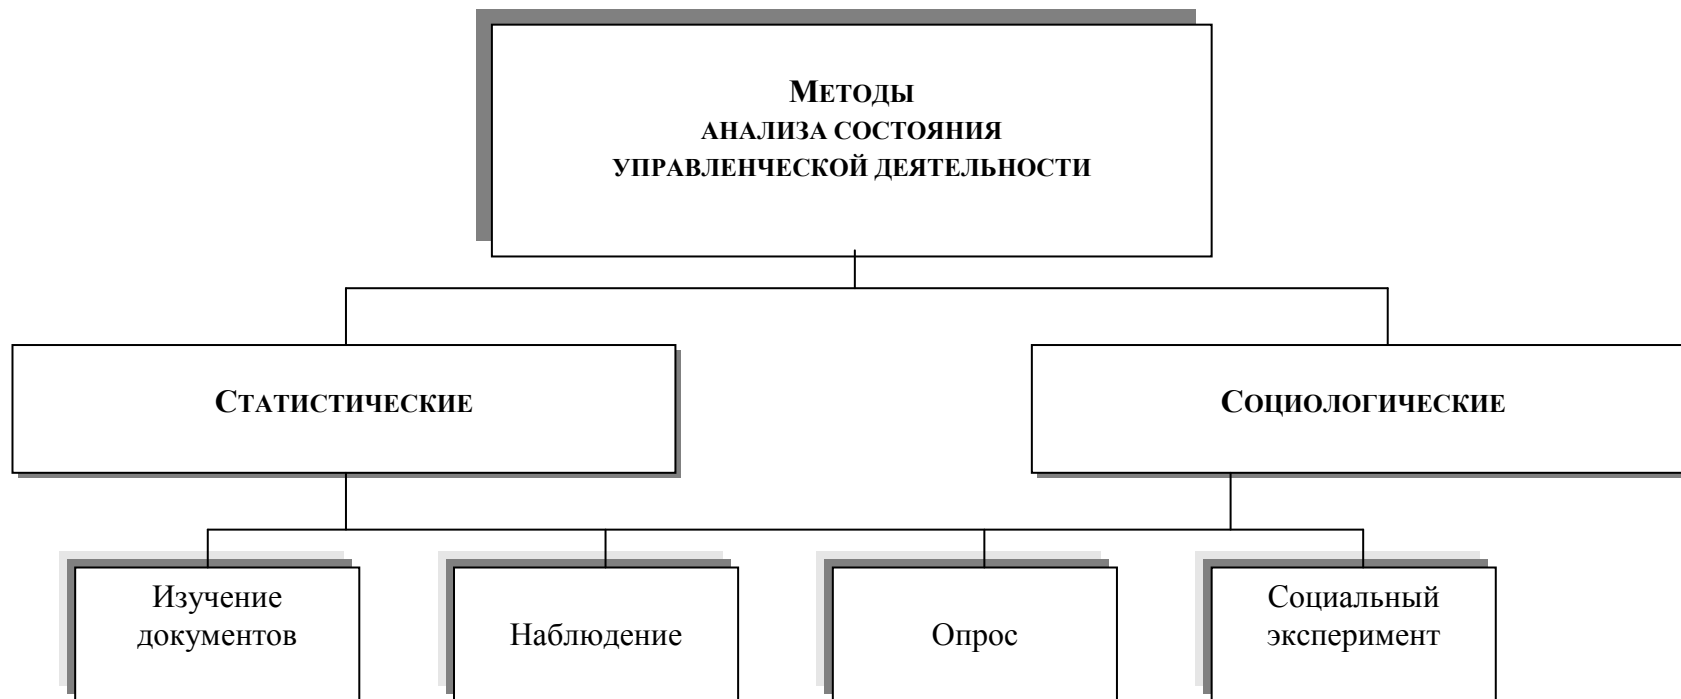 МЕТОДЫ
АНАЛИЗА СОСТОЯНИЯ
УПРАВЛЕНЧЕСКОЙ ДЕЯТЕЛЬНОСТИ
СТАТИСТИЧЕСКИЕ
СОЦИОЛОГИЧЕСКИЕ
Изучение
документов
Наблюдение
Опрос
Социальный
эксперимент